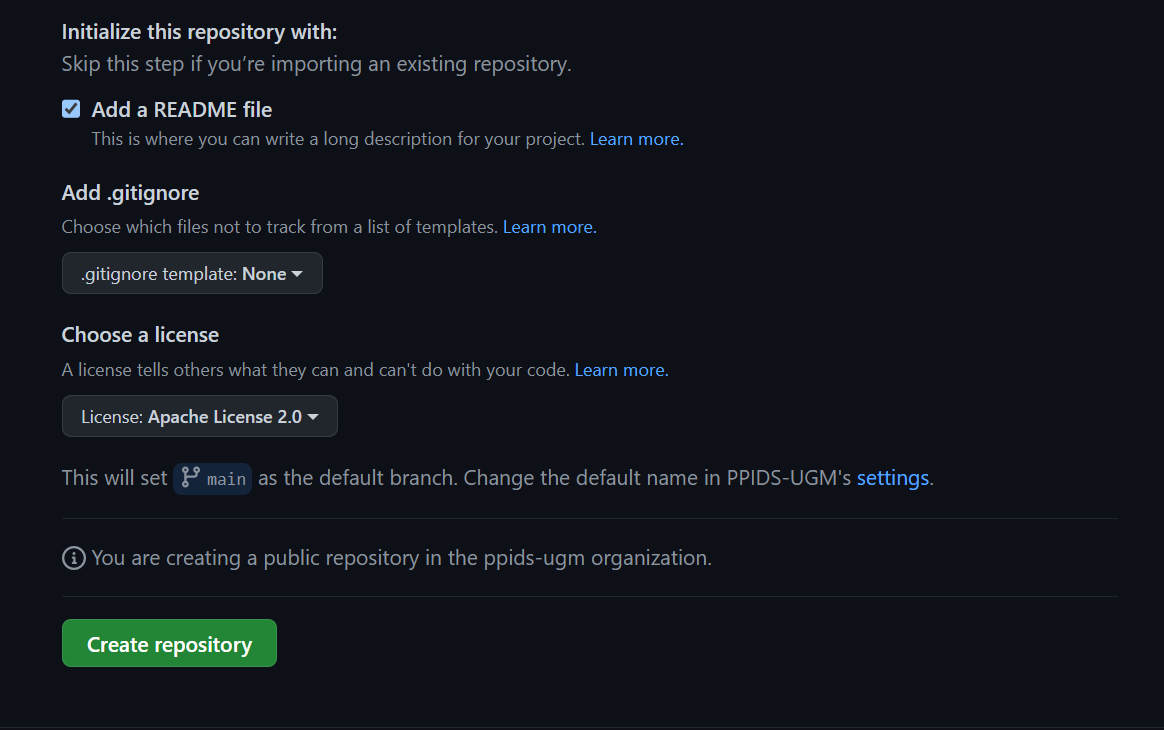 Initialize this repository with:
Skip this step if you’re importing an existing repository.
Add a README file
This is where you can write a long description for your project. Learn more.
Add .gitignore
Choose which files not to track from a list of templates. Learn more.
.gitignore template: None
Choose a license
A license tells others what they can and can't do with your code. Learn more.
License: Apache License 2.0
This will set main as the default branch. Change the default name in PPIDS-UGM's settings.
You are creating a public repository in the ppids-ugm organization.
Create repository